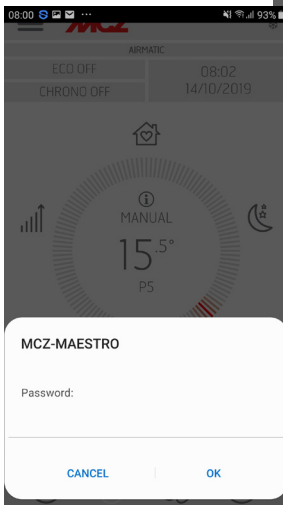 08:00 S ... 93%
MCZ
AIRMATIC
ECO OFF
08:02
CHRONO OFF
14/10/2019
i
MANUAL
15.5°
P5
MCZ-MAESTRO
Password:
CANCEL
OK